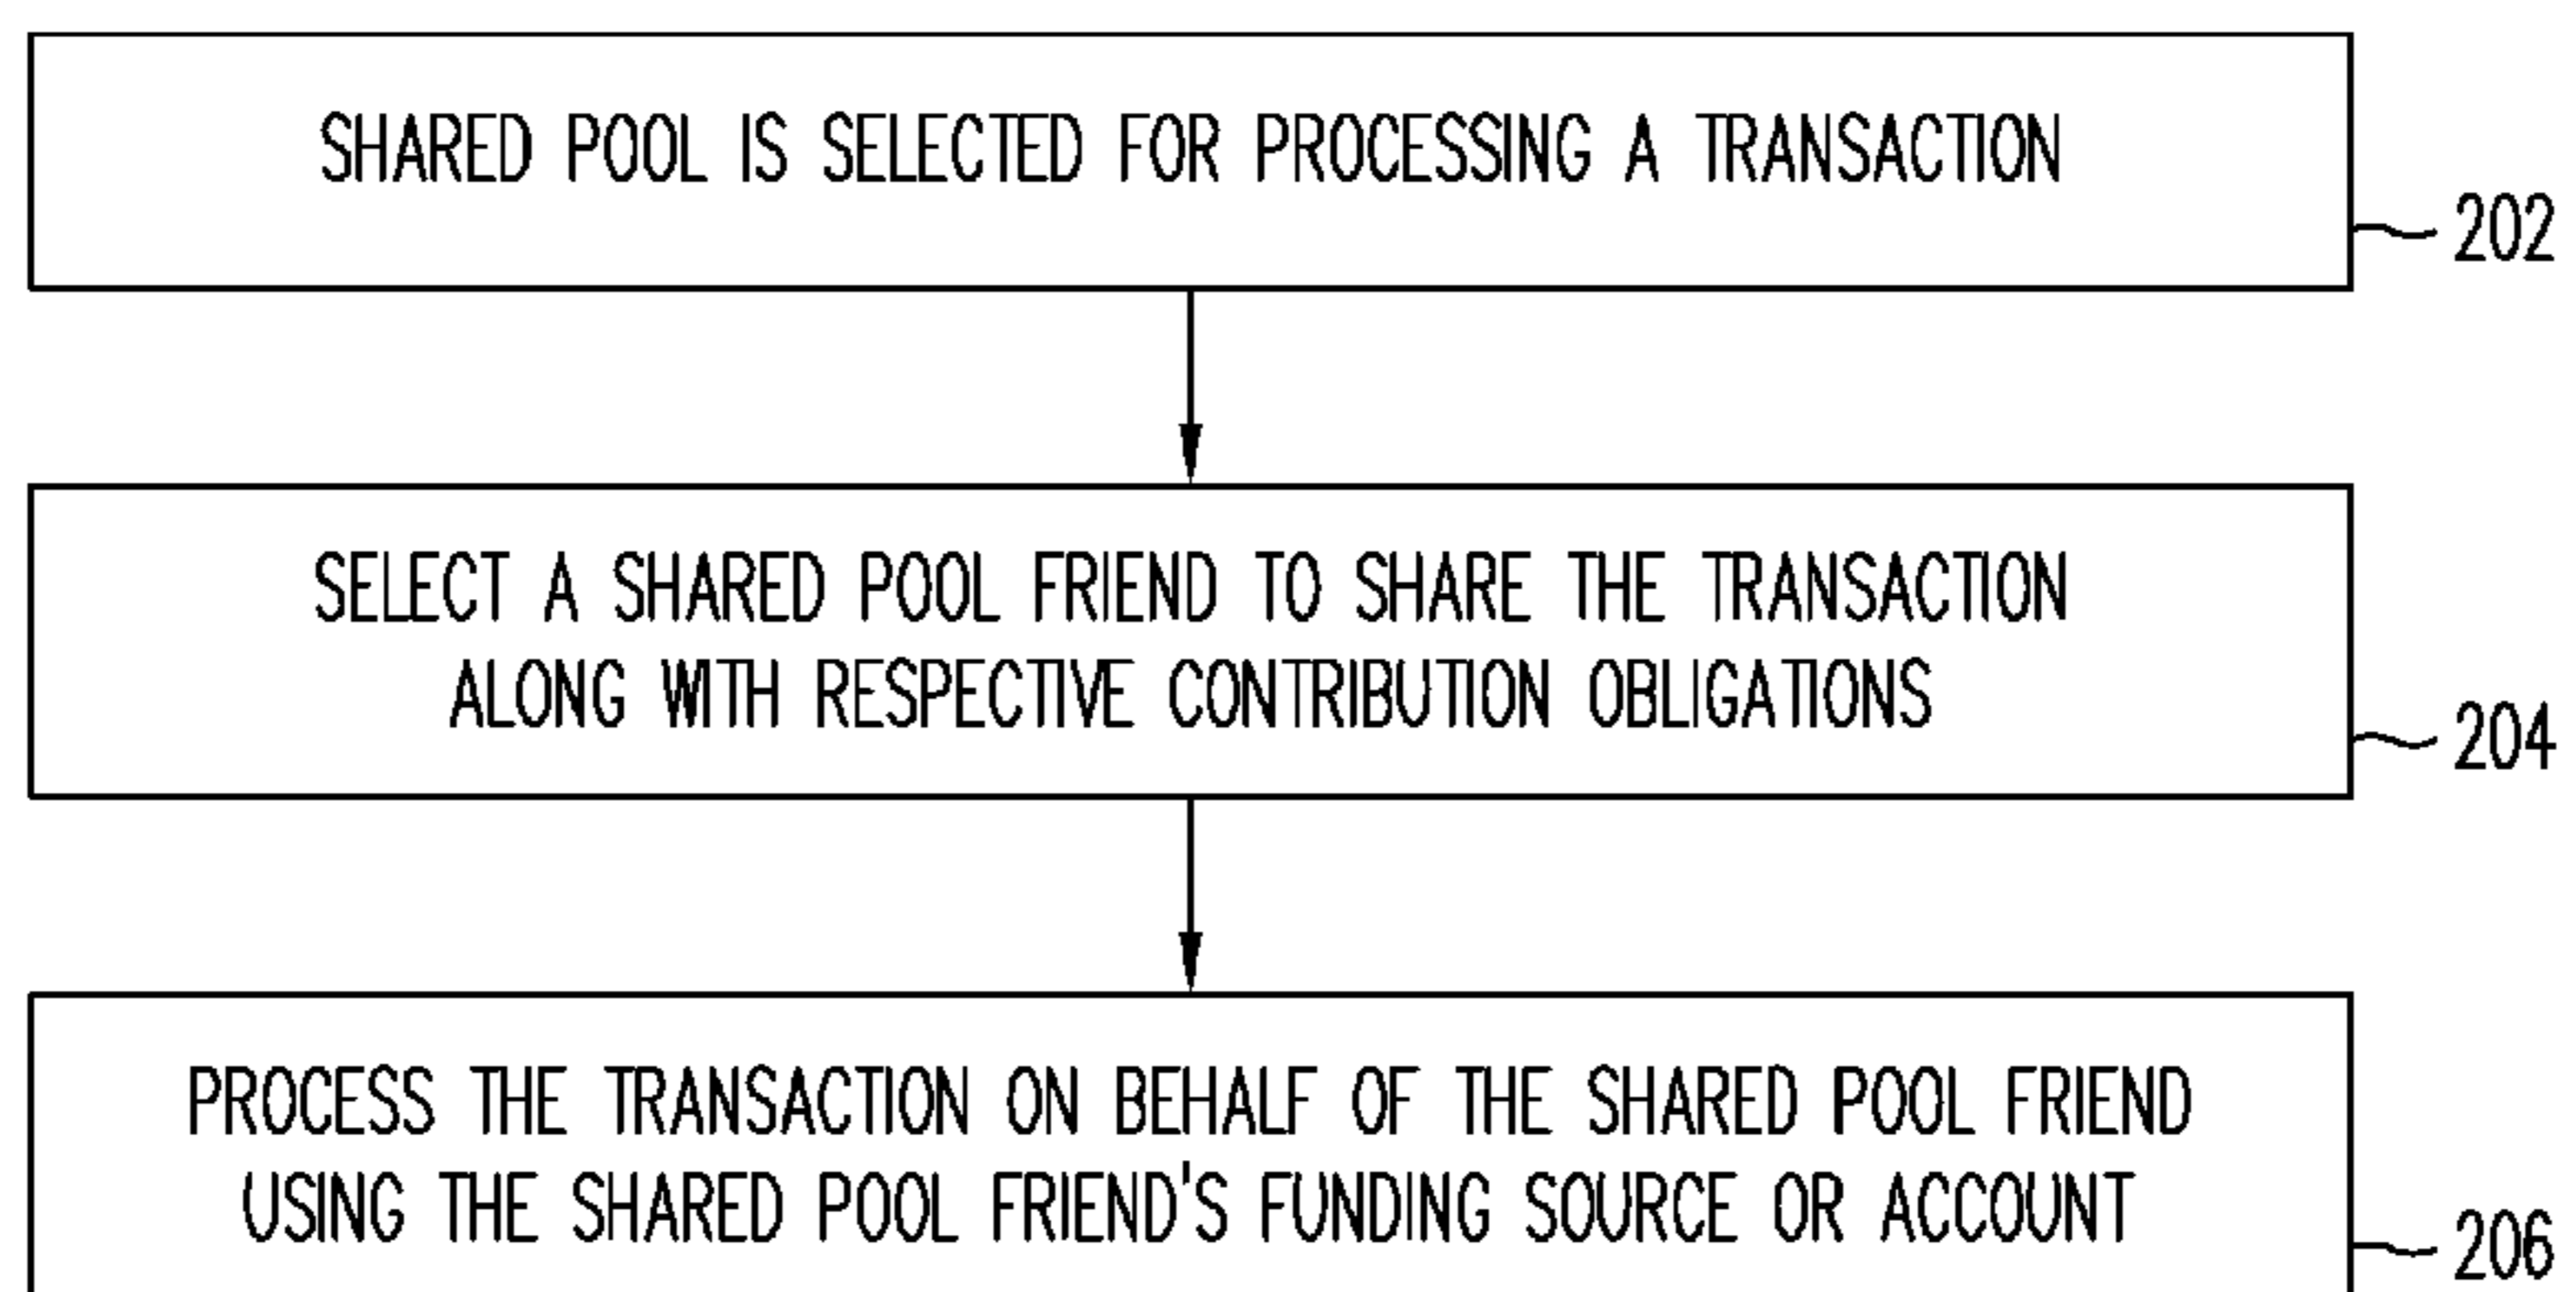 SHARED POOL IS SELECTED FOR PROCESSING A TRANSACTION
202
SELECT A SHARED POOL FRIEND TO SHARE THE TRANSACTION
ALONG WITH RESPECTIVE CONTRIBUTION OBLIGATIONS
204
PROCESS THE TRANSACTION ON BEHALF OF THE SHARED POOL FRIEND
USING THE SHARED POOL FRIEND'S FUNDING SOURCE OR ACCOUNT
206